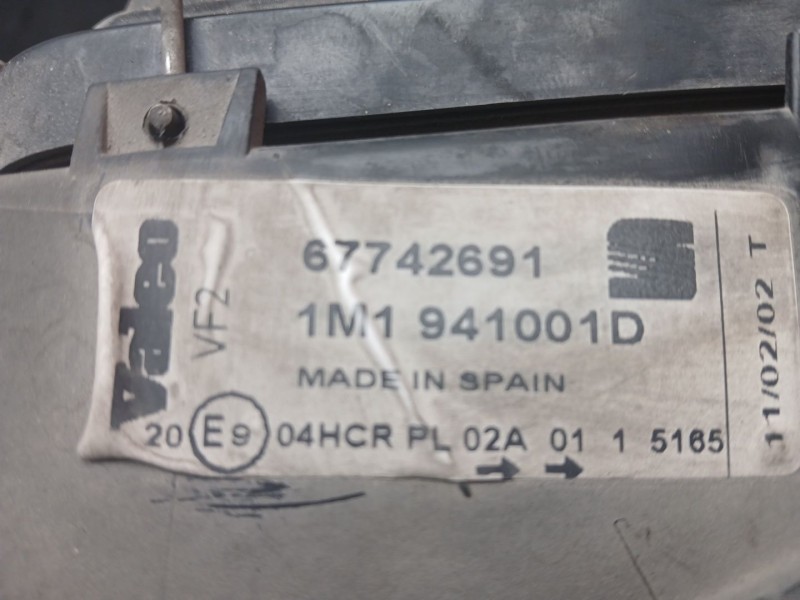 Valeo
VF2
67742691
1M1 941001D
MADE IN SPAIN
20 E9 04HCR PL 02A 01 1 5165
11/02/02 T